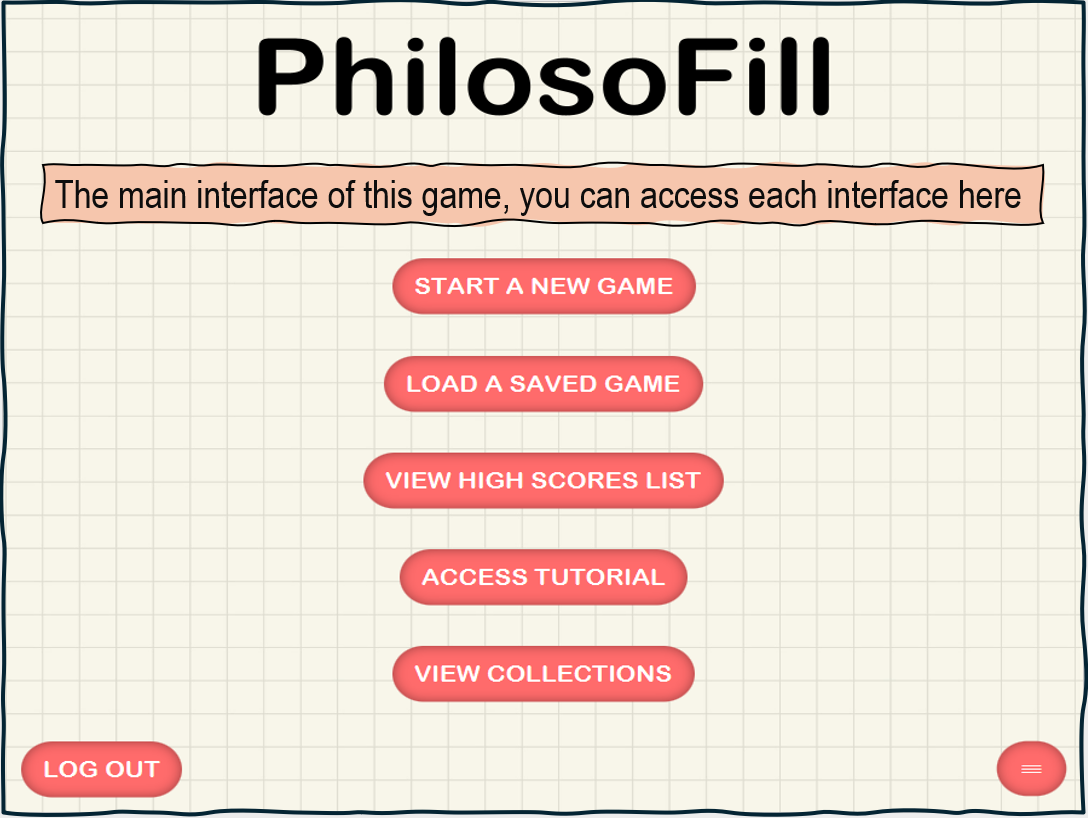 PhilosoFill
The main interface of this game, you can access each interface here
START A NEW GAME
LOAD A SAVED GAME
VIEW HIGH SCORES LIST
ACCESS TUTORIAL
VIEW COLLECTIONS
LOG OUT